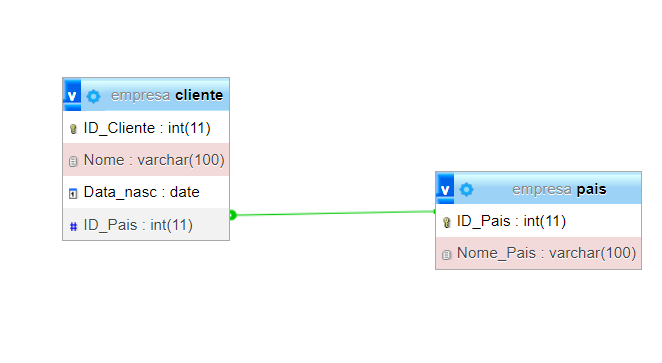 v empresa cliente
ID_Cliente : int(11)
Nome : varchar(100)
Data_nasc : date
# ID_Pais : int(11)
v empresa pais
ID_Pais : int(11)
Nome_Pais : varchar(100)